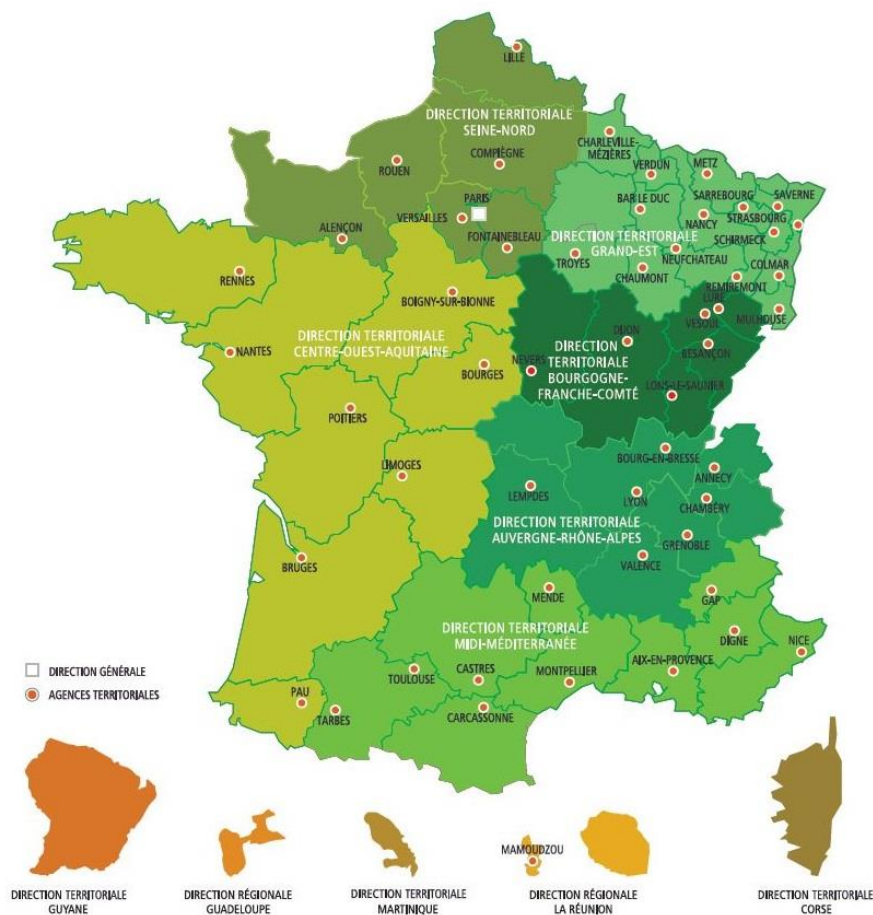 LILLE
DIRECTION TERRITORIALE
SEINE-NORD
CHARLEVILLE-
MÉZIÈRES
COMPIÈGNE
ROUEN
VERDUN
METZ
PARIS
BAR LE DUC
SARREBOURG
SAVERNE
VERSAILLES
NANCY
STRASBOURG
ALENÇON
FONTAINEBLEAU
DIRECTION TERRITORIALE
GRAND-EST
SCHIRMECK
TROYES
NEUFCHATEAU
CHAUMONT
COLMAR
RENNES
REMIREMONT
BOIGNY-SUR-BIONNE
LURE
VESOUL
MULHOUSE
DIRECTION TERRITORIALE
CENTRE-OUEST-AQUITAINE
DIJON
NANTES
DIRECTION
TERRITORIALE
BOURGOGNE-
FRANCHE-COMTÉ
BESANÇON
NEVERS
BOURGES
LONS-LE-SAUNIER
POITIERS
BOURG-EN-BRESSE
LIMOGES
ANNECY
LEMPDES
LYON
CHAMBÉRY
DIRECTION TERRITORIALE
AUVERGNE-RHÔNE-ALPES
GRENOBLE
BRUGES
VALENCE
MENDE
GAP
DIRECTION TERRITORIALE
MIDI-MÉDITERRANÉE
DIGNE
NICE
AIX-EN-PROVENCE
CASTRES
MONTPELLIER
TOULOUSE
DIRECTION GÉNÉRALE
AGENCES TERRITORIALES
PAU
TARBES
CARCASSONNE
MAMOUDZOU
DIRECTION TERRITORIALE
GUYANE
DIRECTION RÉGIONALE
GUADELOUPE
DIRECTION TERRITORIALE
MARTINIQUE
DIRECTION RÉGIONALE
LA RÉUNION
DIRECTION TERRITORIALE
CORSE